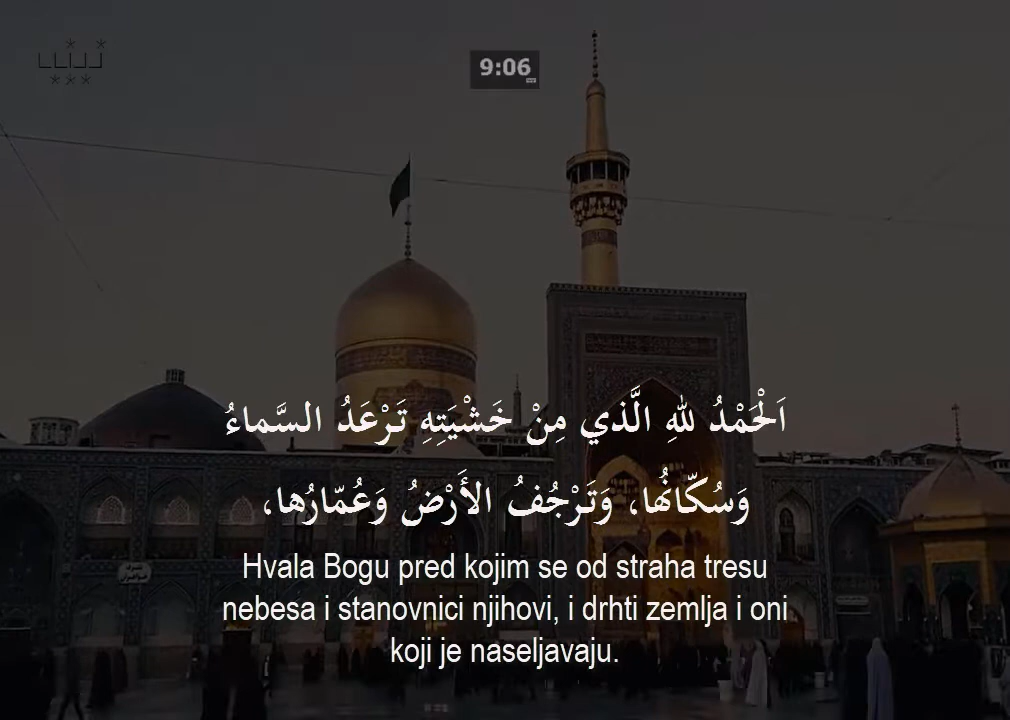 9:06
اَلْحَمْدُ للهِ الَّذي مِنْ خَشْيَتِهِ تَرْعَدُ السَّماءُ
وَسُكّانُها، وَتَرْجُفُ الأَرْضُ وَعُمّارُها،
Hvala Bogu pred kojim se od straha tresu
nebesa i stanovnici njihovi, i drhti zemlja i oni
koji je naseljavaju.